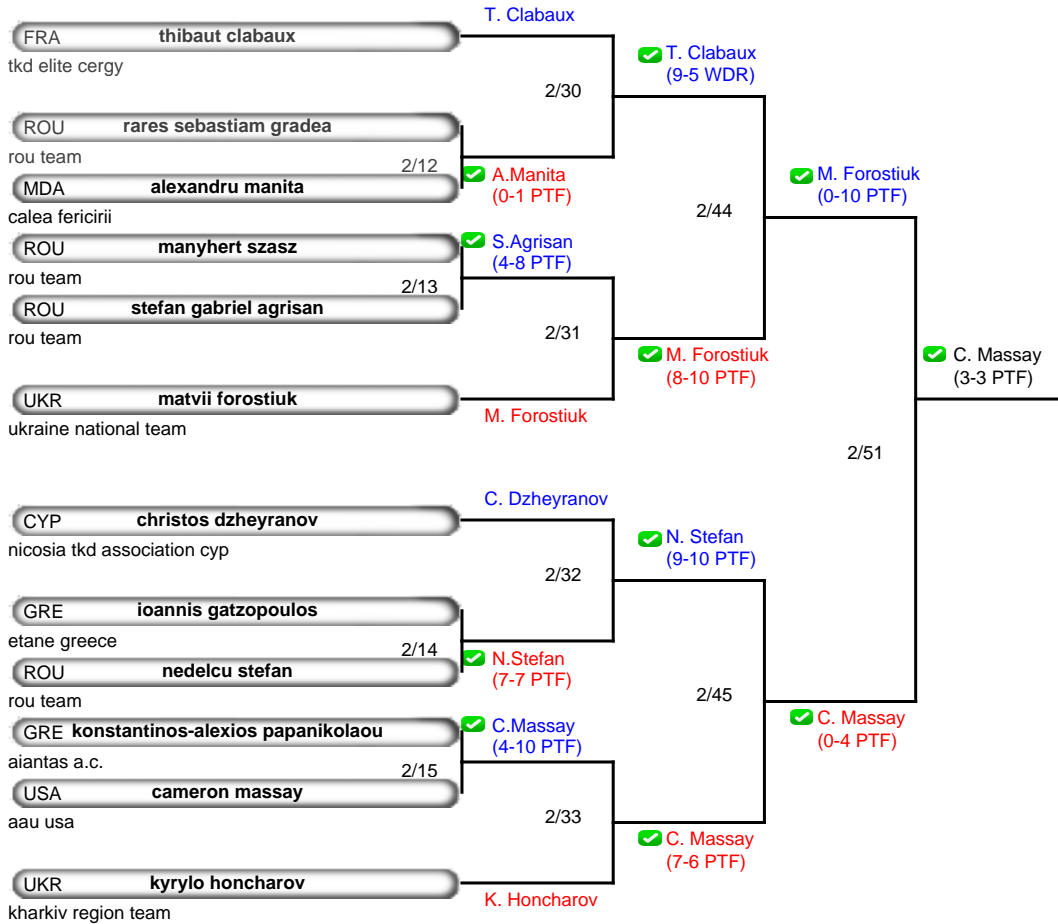 T. Clabaux
FRA thibaut clabaux
tkd elite cergy
T. Clabaux
(9-5 WDR)
2/30
ROU rares sebastiam gradea
rou team
2/12
MDA alexandru manita
calea fericirii
A.Manita
(0-1 PTF)
M. Forostiuk
(0-10 PTF)
2/44
ROU manyhert szasz
rou team
S.Agrisan
(4-8 PTF)
2/13
ROU stefan gabriel agrisan
rou team
2/31
M. Forostiuk
(8-10 PTF)
C. Massay
(3-3 PTF)
UKR matvii forostiuk
ukraine national team
M. Forostiuk
2/51
C. Dzheyranov
CYP christos dzheyranov
nicosia tkd association cyp
N. Stefan
(9-10 PTF)
2/32
GRE ioannis gatzopoulos
etane greece
2/14
ROU nedelcu stefan
rou team
N.Stefan
(7-7 PTF)
2/45
GRE konstantinos-alexios papanikolaou
aiantas a.c.
C.Massay
(4-10 PTF)
C. Massay
(0-4 PTF)
2/15
USA cameron massay
aau usa
2/33
C. Massay
(7-6 PTF)
UKR kyrylo honcharov
kharkiv region team
K. Honcharov